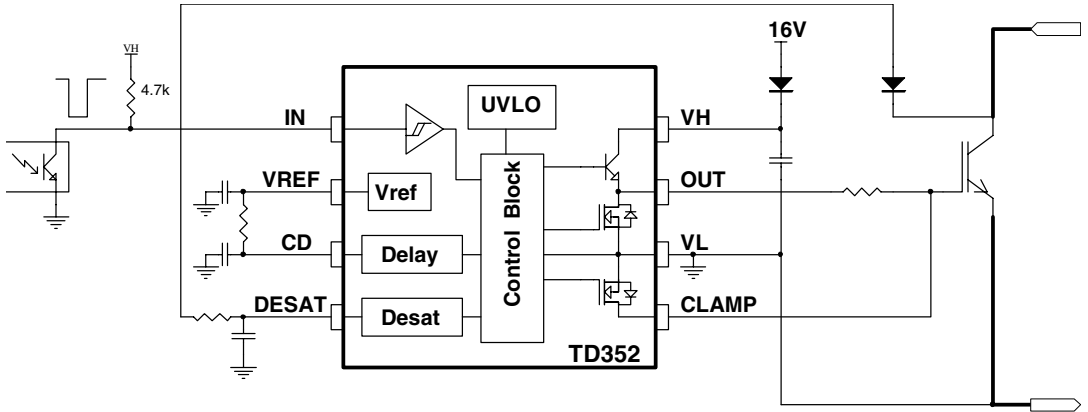 16V
VH
4.7k
IN
UVLO
VH
VREF
Vref
Control Block
OUT
CD
Delay
VL
DESAT
Desat
CLAMP
TD352